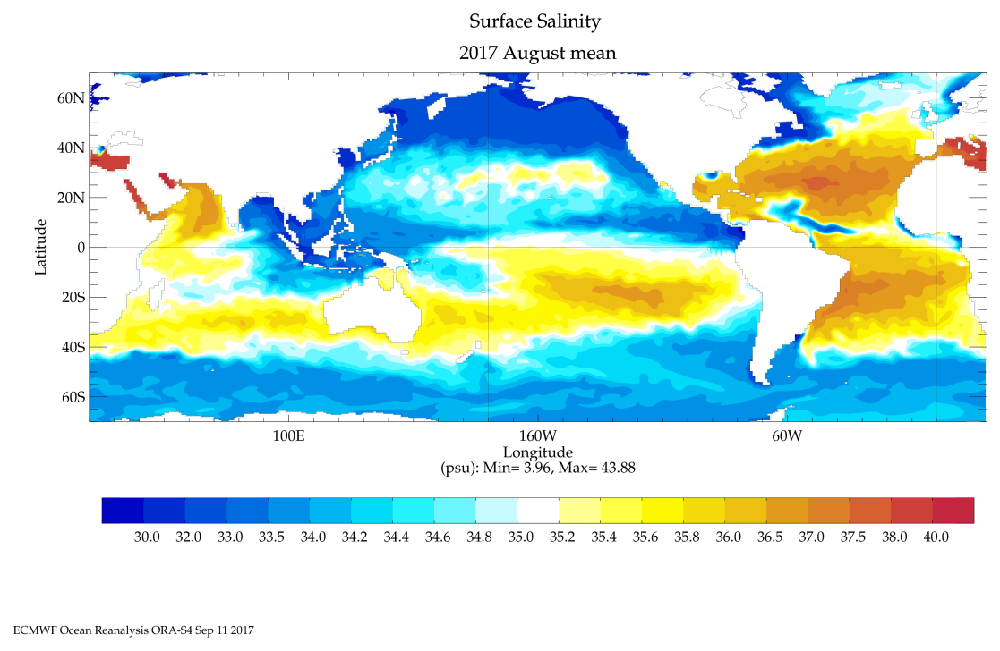 Surface Salinity
2017 August mean
60N
40N
20N
0
20S
40S
60S
Latitude
100E 160W 60W
Longitude
(psu): Min= 3.96, Max= 43.88
30.0 32.0 33.0 33.5 34.0 34.2 34.4 34.6 34.8 35.0 35.2 35.4 35.6 35.8 36.0 36.5 37.0 37.5 38.0 40.0
ECMWF Ocean Reanalysis ORA-S4 Sep 11 2017